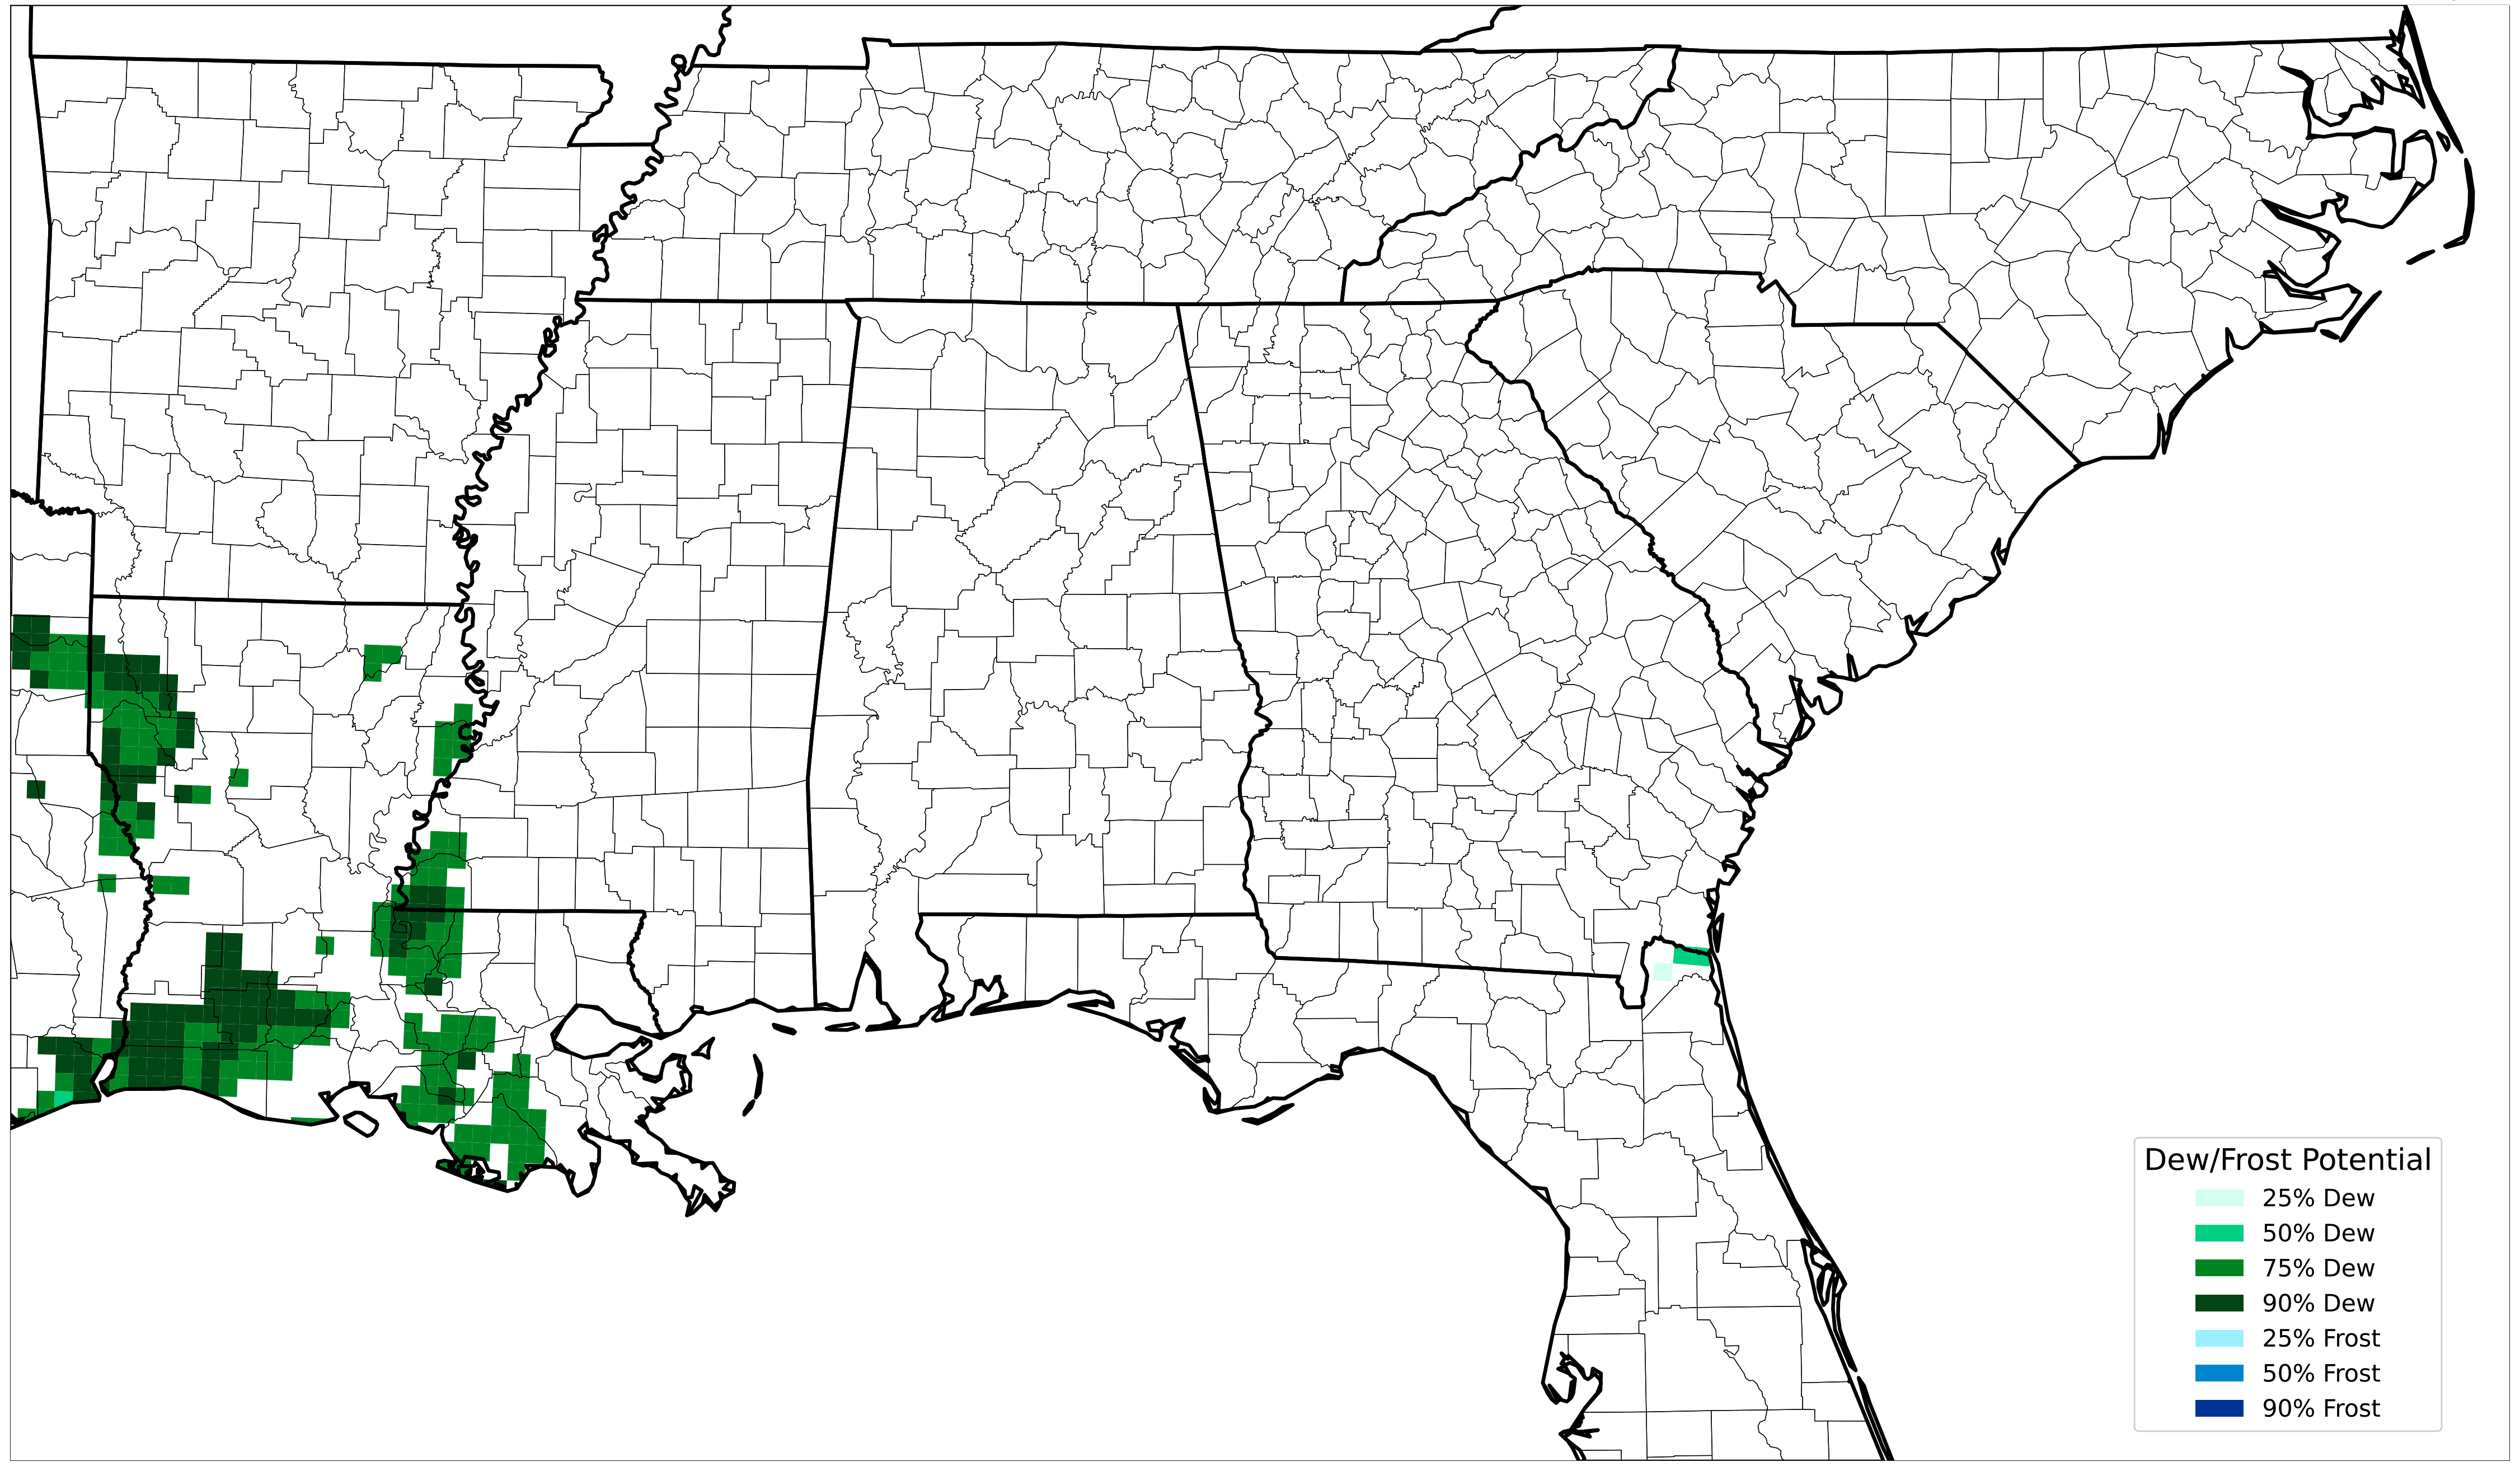 Dew/Frost Potential
25% Dew
50% Dew
75% Dew
90% Dew
25% Frost
50% Frost
90% Frost